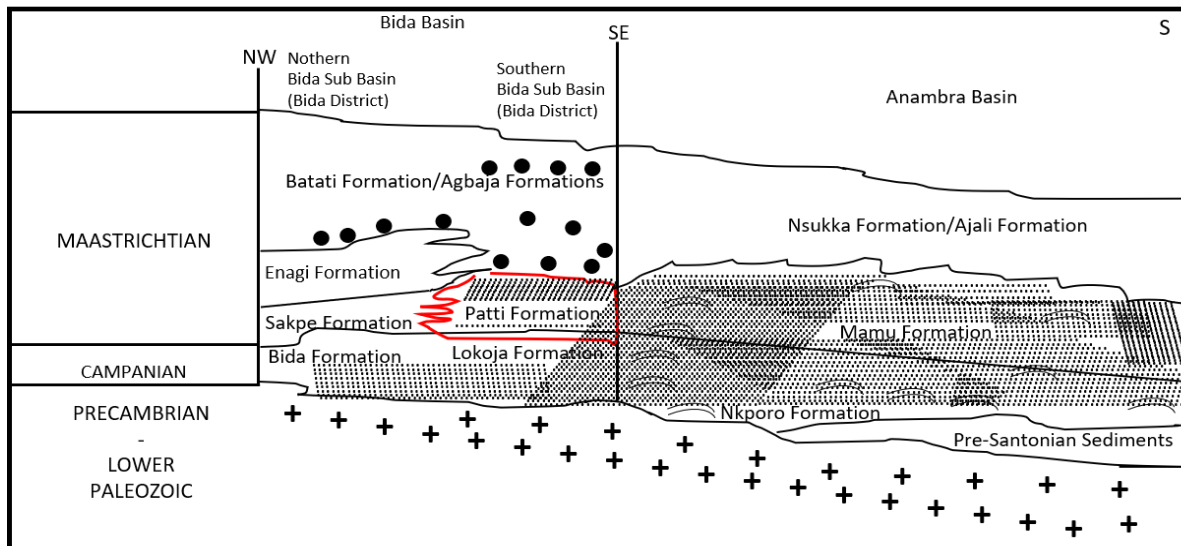 Bida Basin
SE
S
NW
Nothern
Bida Sub Basin
(Bida District)
Southern
Bida Sub Basin
(Bida District)
Anambra Basin
Batati Formation/Agbaja Formations
Nsukka Formation/Ajali Formation
MAASTRICHTIAN
Enagi Formation
Patti Formation
Sakpe Formation
Mamu Formation
Bida Formation
Lokoja Formation
CAMPANIAN
Nkporo Formation
PRECAMBRIAN
-
LOWER
PALEOZOIC
Pre-Santonian Sediments